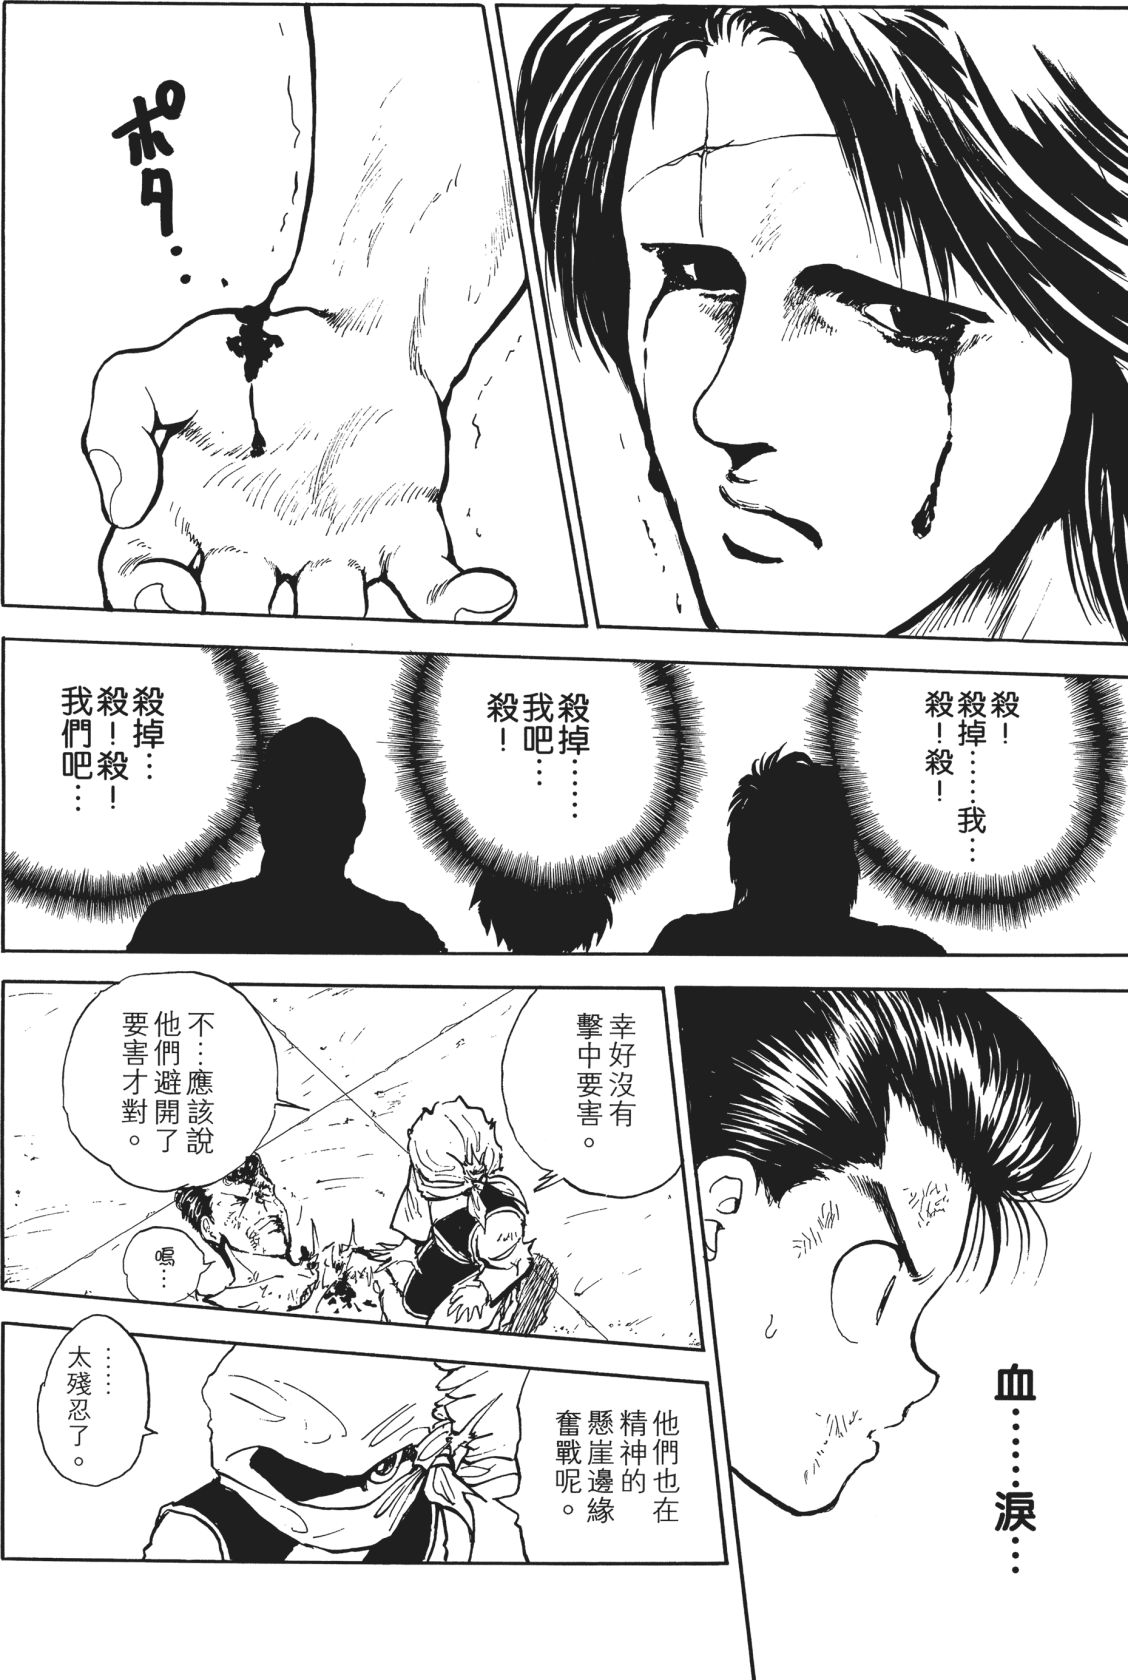 ポタ...
殺!
殺掉……我…
殺!殺!
殺掉……
我吧…
殺!
殺掉…
殺!殺!
我們吧…
血………淚…
幸好沒有
擊中要害。
不…應該說
他們避開了
要害才對。
嗚…
他們也在
精神的
懸崖邊緣
奮戰呢。
……
太殘忍了。